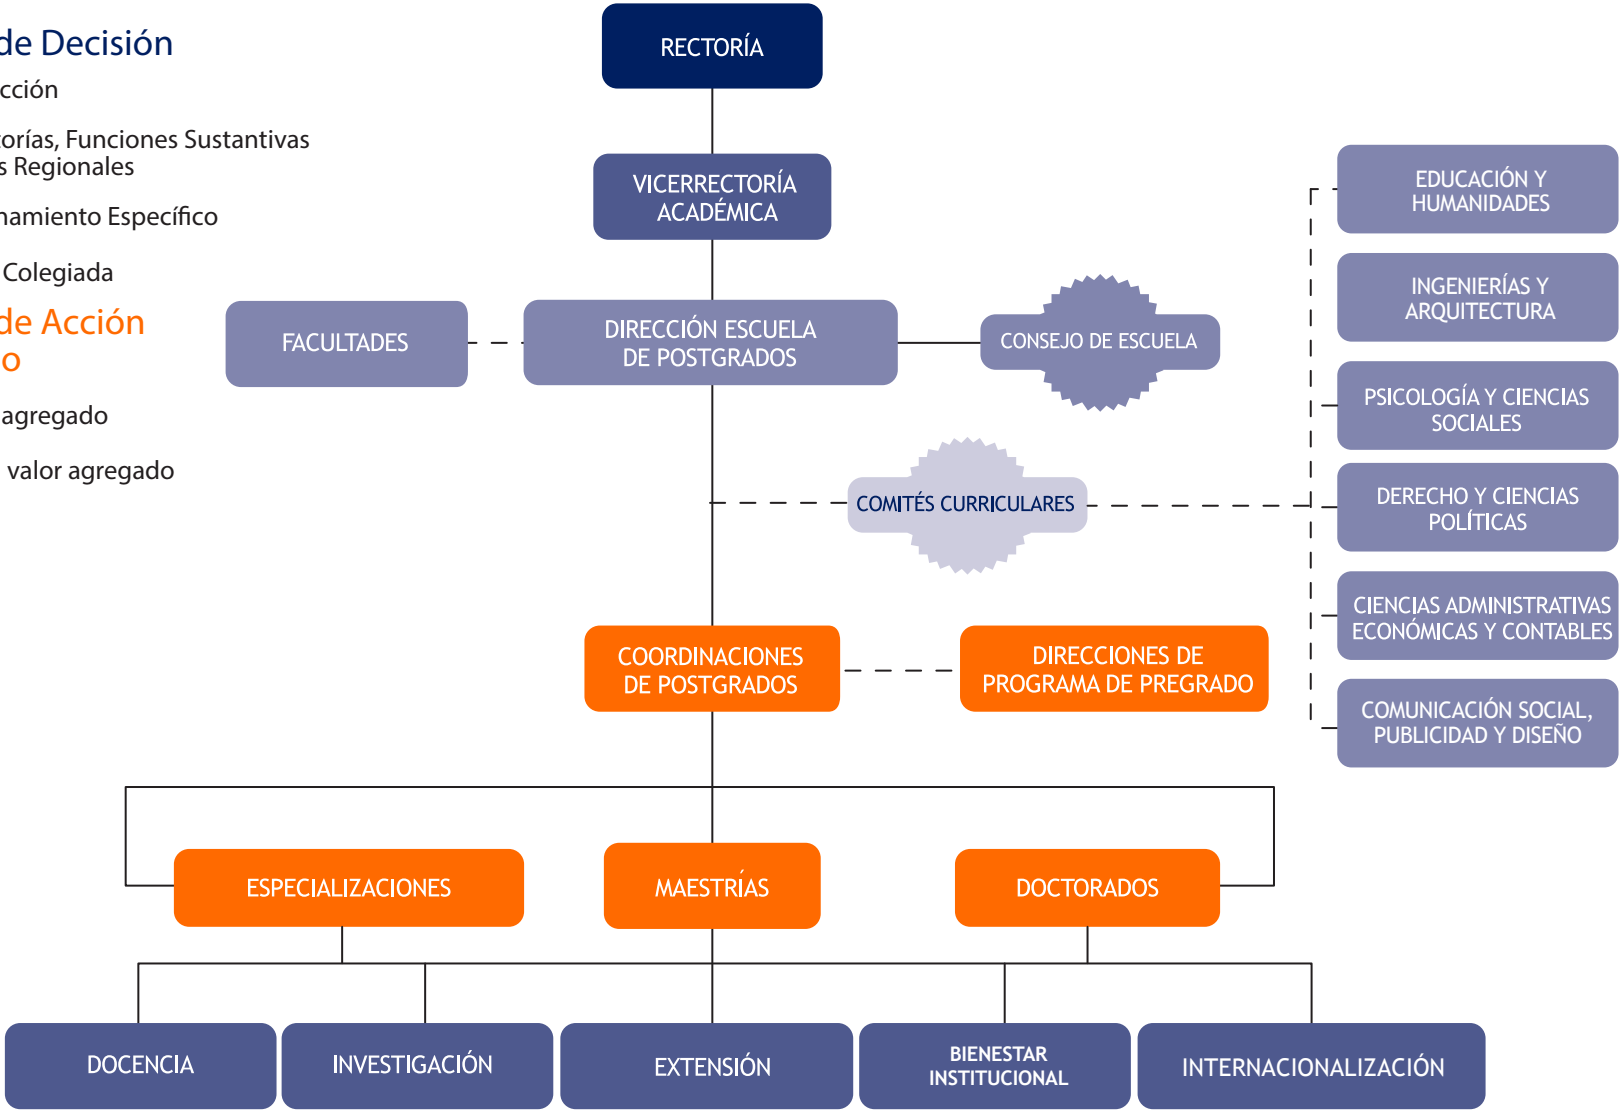 de Decisión
cción
torías, Funciones Sustantivas
s Regionales
namiento Específico
Colegiada
de Acción
o
agregado
valor agregado
RECTORÍA
VICERRECTORÍA
ACADÉMICA
FACULTADES
DIRECCIÓN ESCUELA
DE POSTGRADOS
CONSEJO DE ESCUELA
COMITÉS CURRICULARES
EDUCACIÓN Y
HUMANIDADES
INGENIERÍAS Y
ARQUITECTURA
PSICOLOGÍA Y CIENCIAS
SOCIALES
DERECHO Y CIENCIAS
POLÍTICAS
CIENCIAS ADMINISTRATIVAS
ECONÓMICAS Y CONTABLES
COMUNICACIÓN SOCIAL,
PUBLICIDAD Y DISEÑO
COORDINACIONES
DE POSTGRADOS
DIRECCIONES DE
PROGRAMA DE PREGRADO
ESPECIALIZACIONES
MAESTRÍAS
DOCTORADOS
DOCENCIA
INVESTIGACIÓN
EXTENSIÓN
BIENESTAR
INSTITUCIONAL
INTERNACIONALIZACIÓN